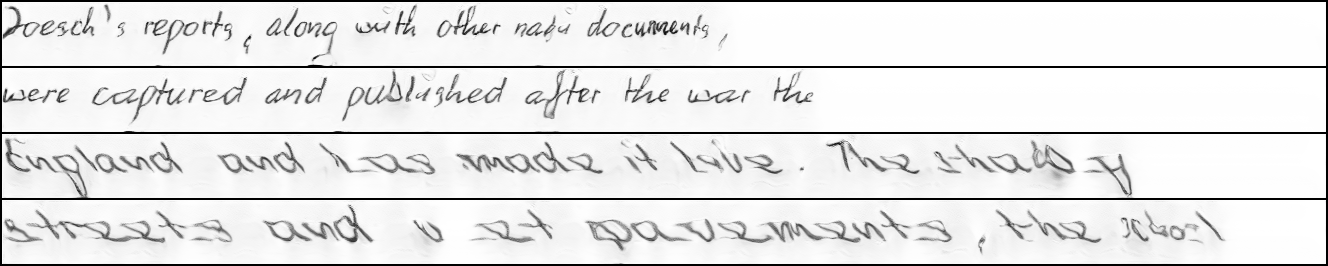 Joesch's reports, along with other nazi documents,
were captured and published after the war the
England and has made it live. The shabby
streets and wet pavements, the school